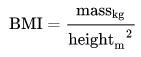 BMI = mass_kg / height_m^2